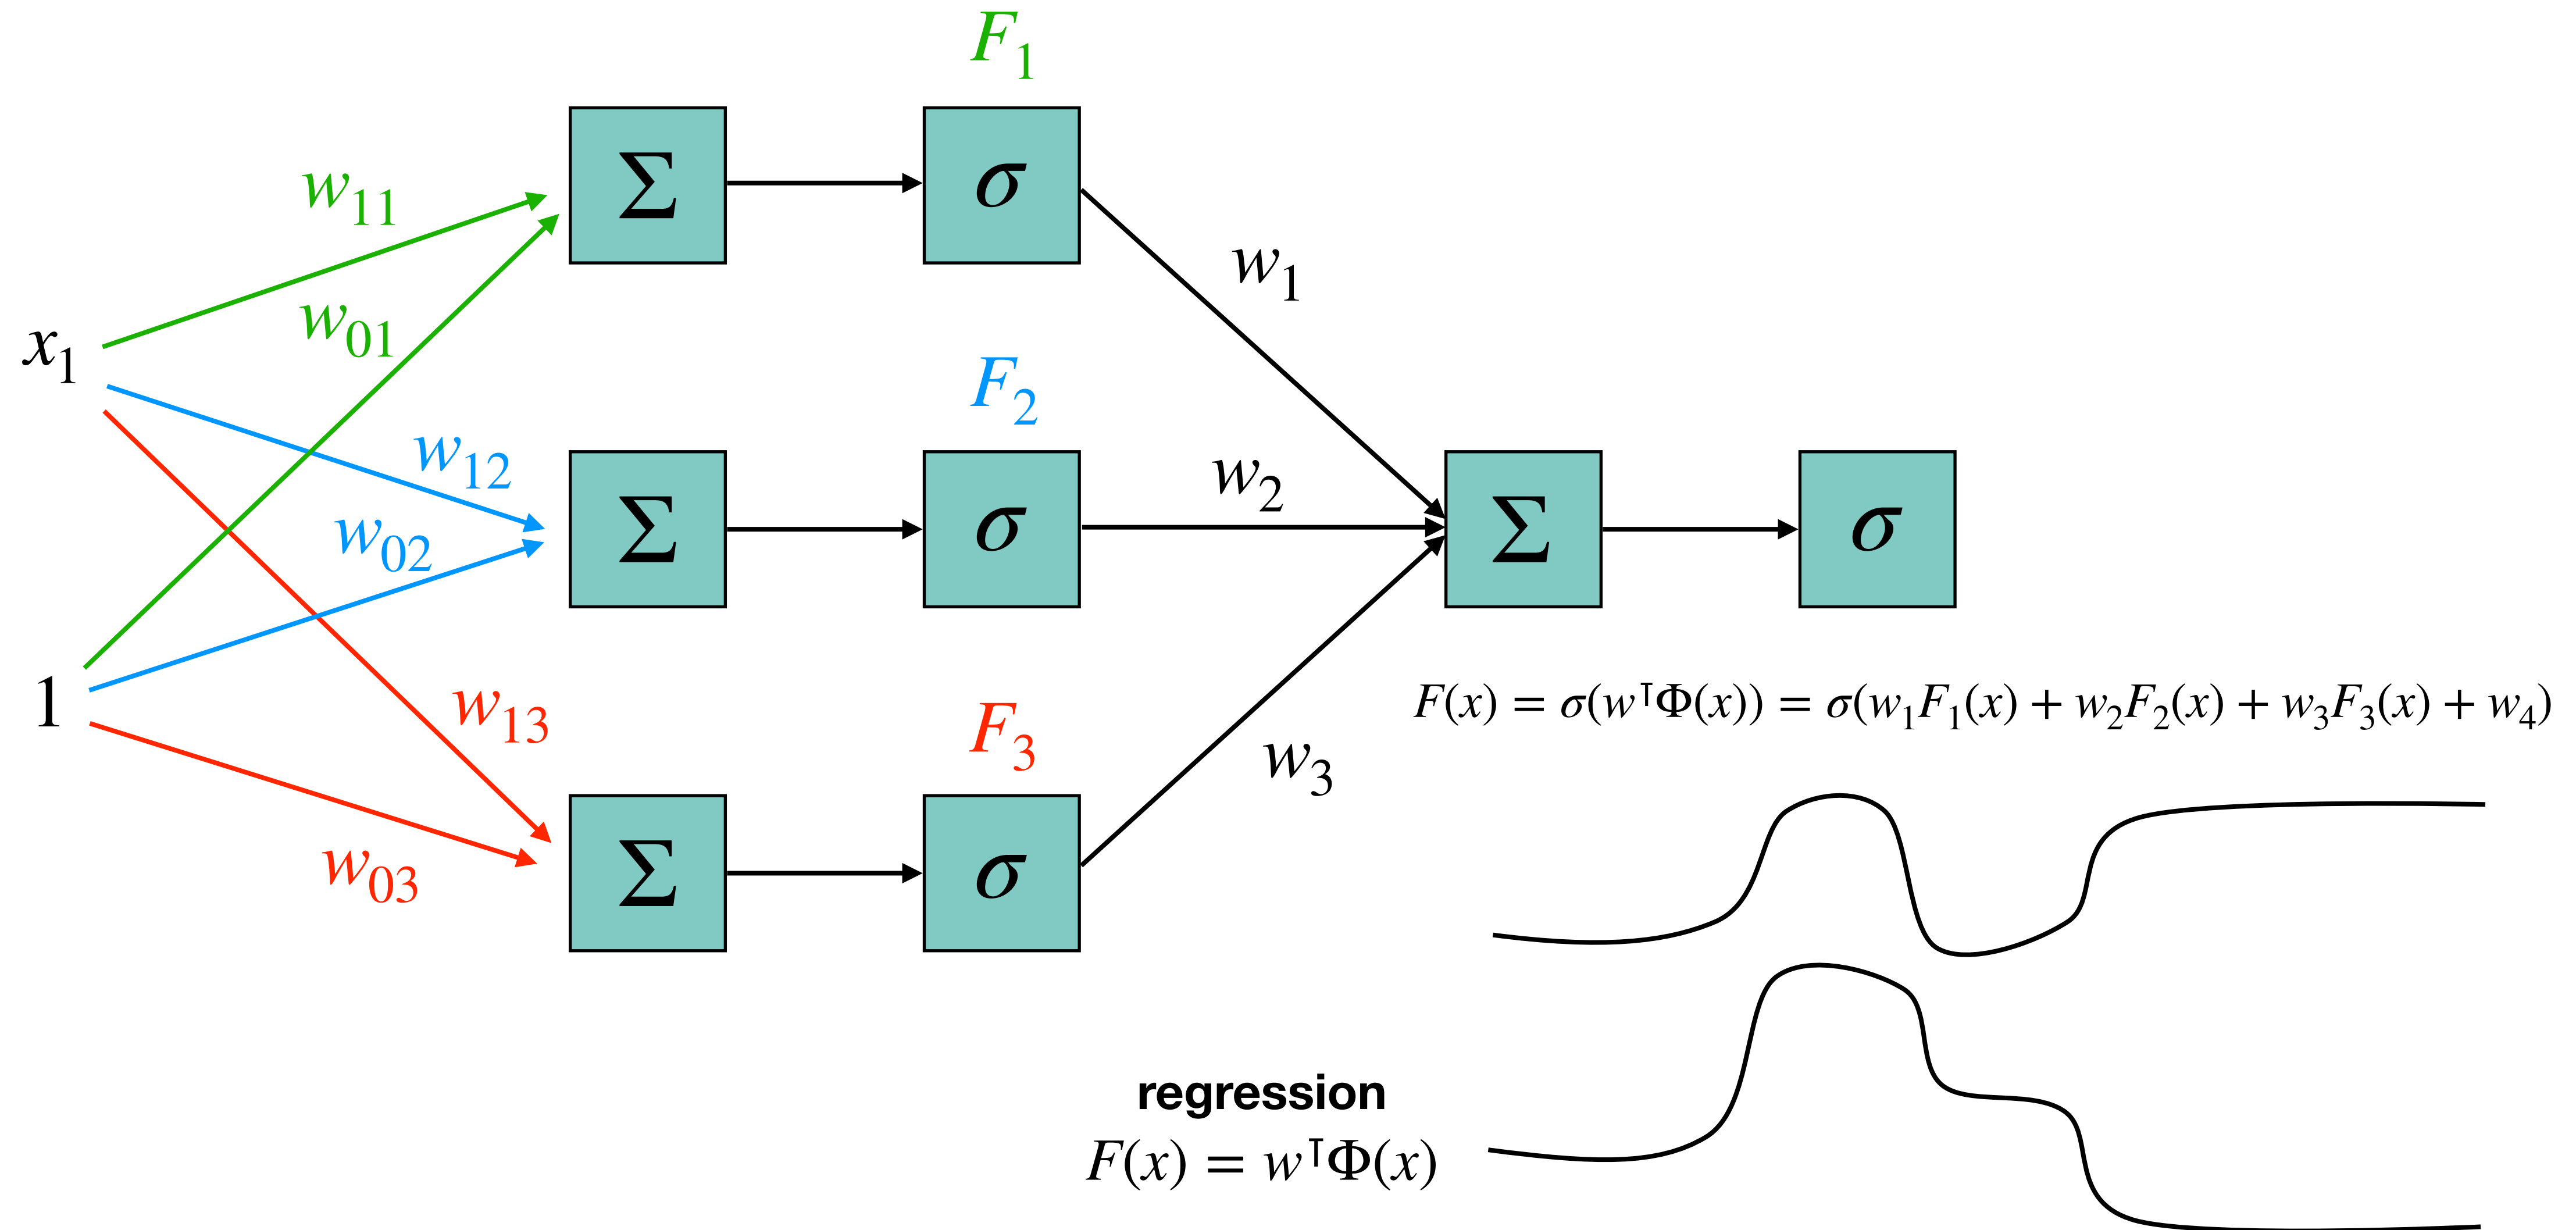 F₁
w₁₁
Σ
σ
w₀₁
w₁
x₁
F₂
w₁₂
w₂
w₀₂
Σ
σ
Σ
σ
1
w₁₃
F₃
F(x) = σ(w⊺Φ(x)) = σ(w₁F₁(x) + w₂F₂(x) + w₃F₃(x) + w₄)
w₃
w₀₃
Σ
σ
regression
F(x) = w⊺Φ(x)